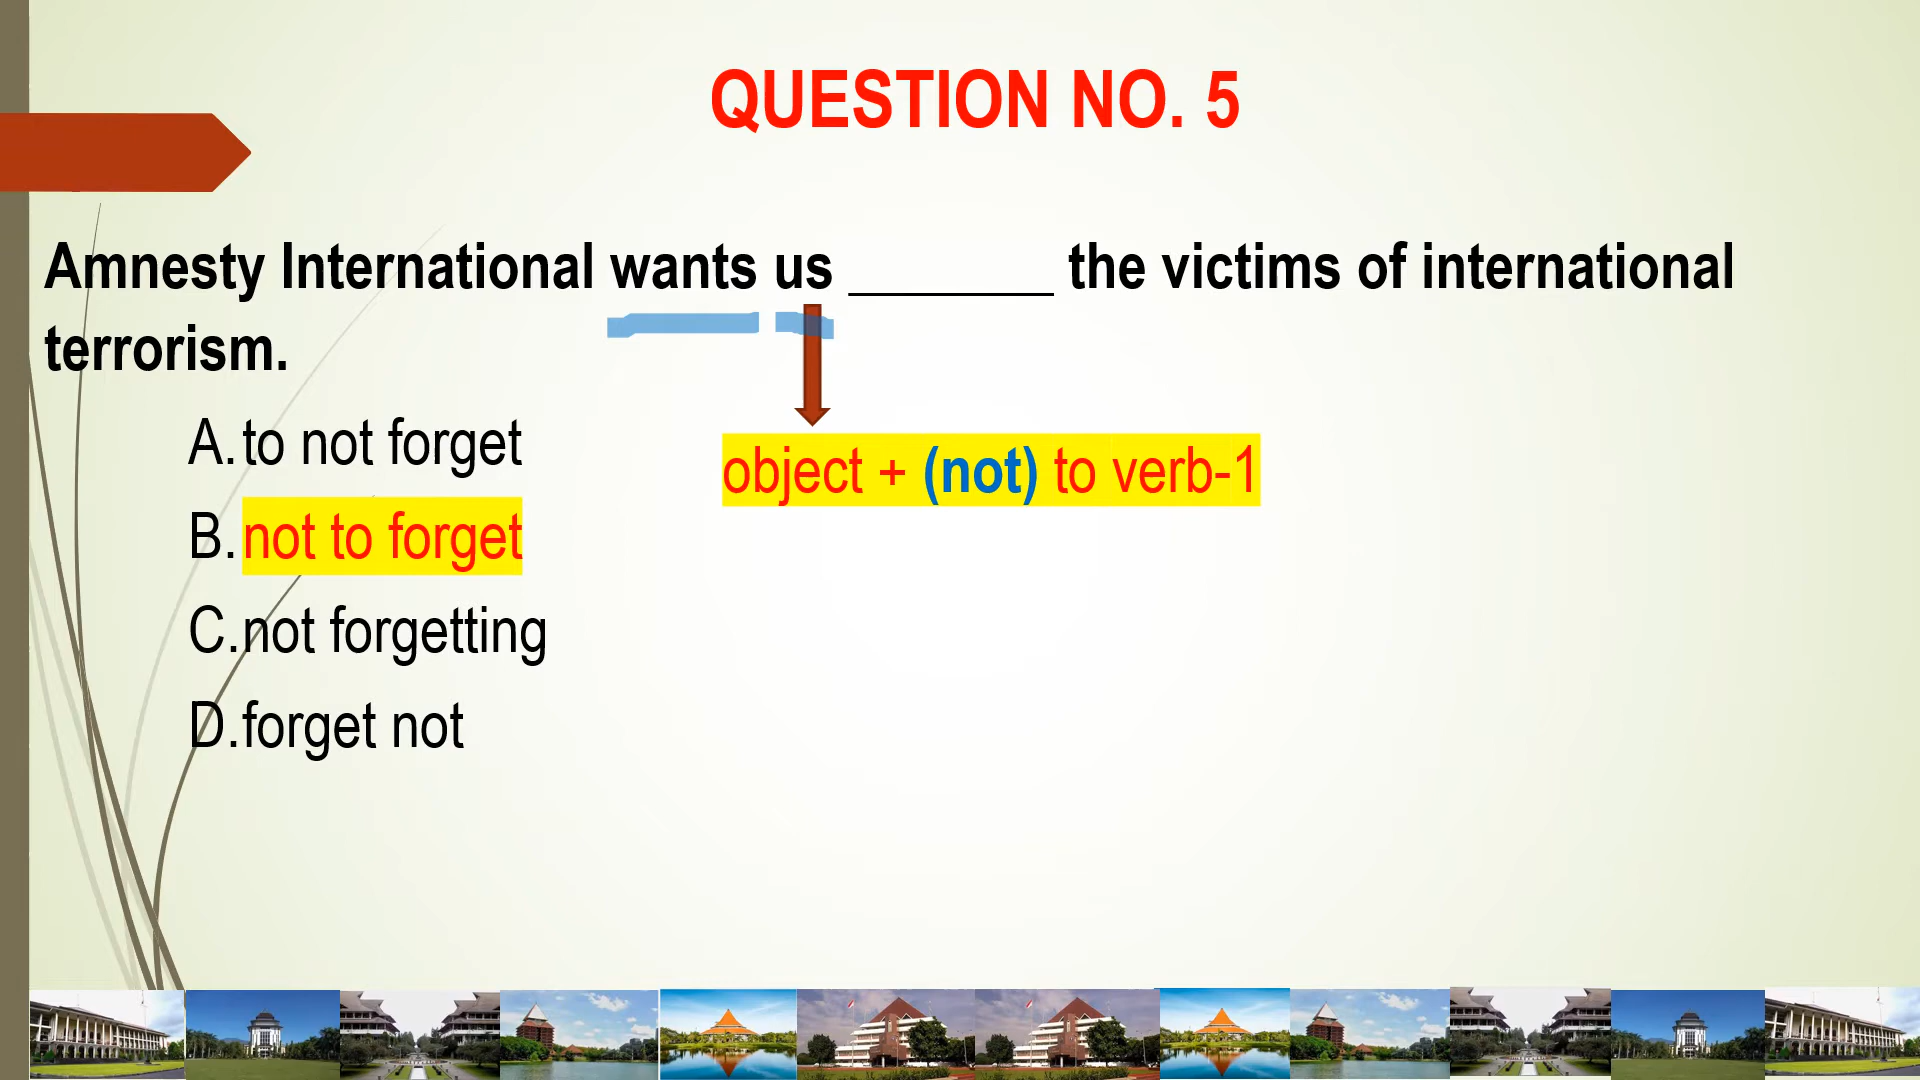 QUESTION NO. 5
Amnesty International wants us _______ the victims of international
terrorism.
A. to not forget
object + (not) to verb-1
B. not to forget
C. not forgetting
D. forget not